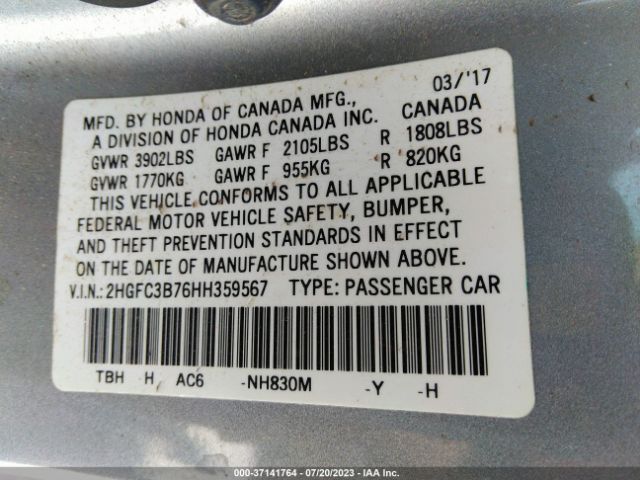 03/'17
MFD. BY HONDA OF CANADA MFG., CANADA
A DIVISION OF HONDA CANADA INC.
GVWR 3902LBS GAWR F 2105LBS R 1808LBS
GVWR 1770KG GAWR F 955KG R 820KG
THIS VEHICLE CONFORMS TO ALL APPLICABLE
FEDERAL MOTOR VEHICLE SAFETY, BUMPER,
AND THEFT PREVENTION STANDARDS IN EFFECT
ON THE DATE OF MANUFACTURE SHOWN ABOVE.
V.I.N.:2HGFC3B76HH359567 TYPE: PASSENGER CAR
TBH H AC6 -NH830M -Y -H
000-37141764 | 07/20/2023 | IAA Inc.